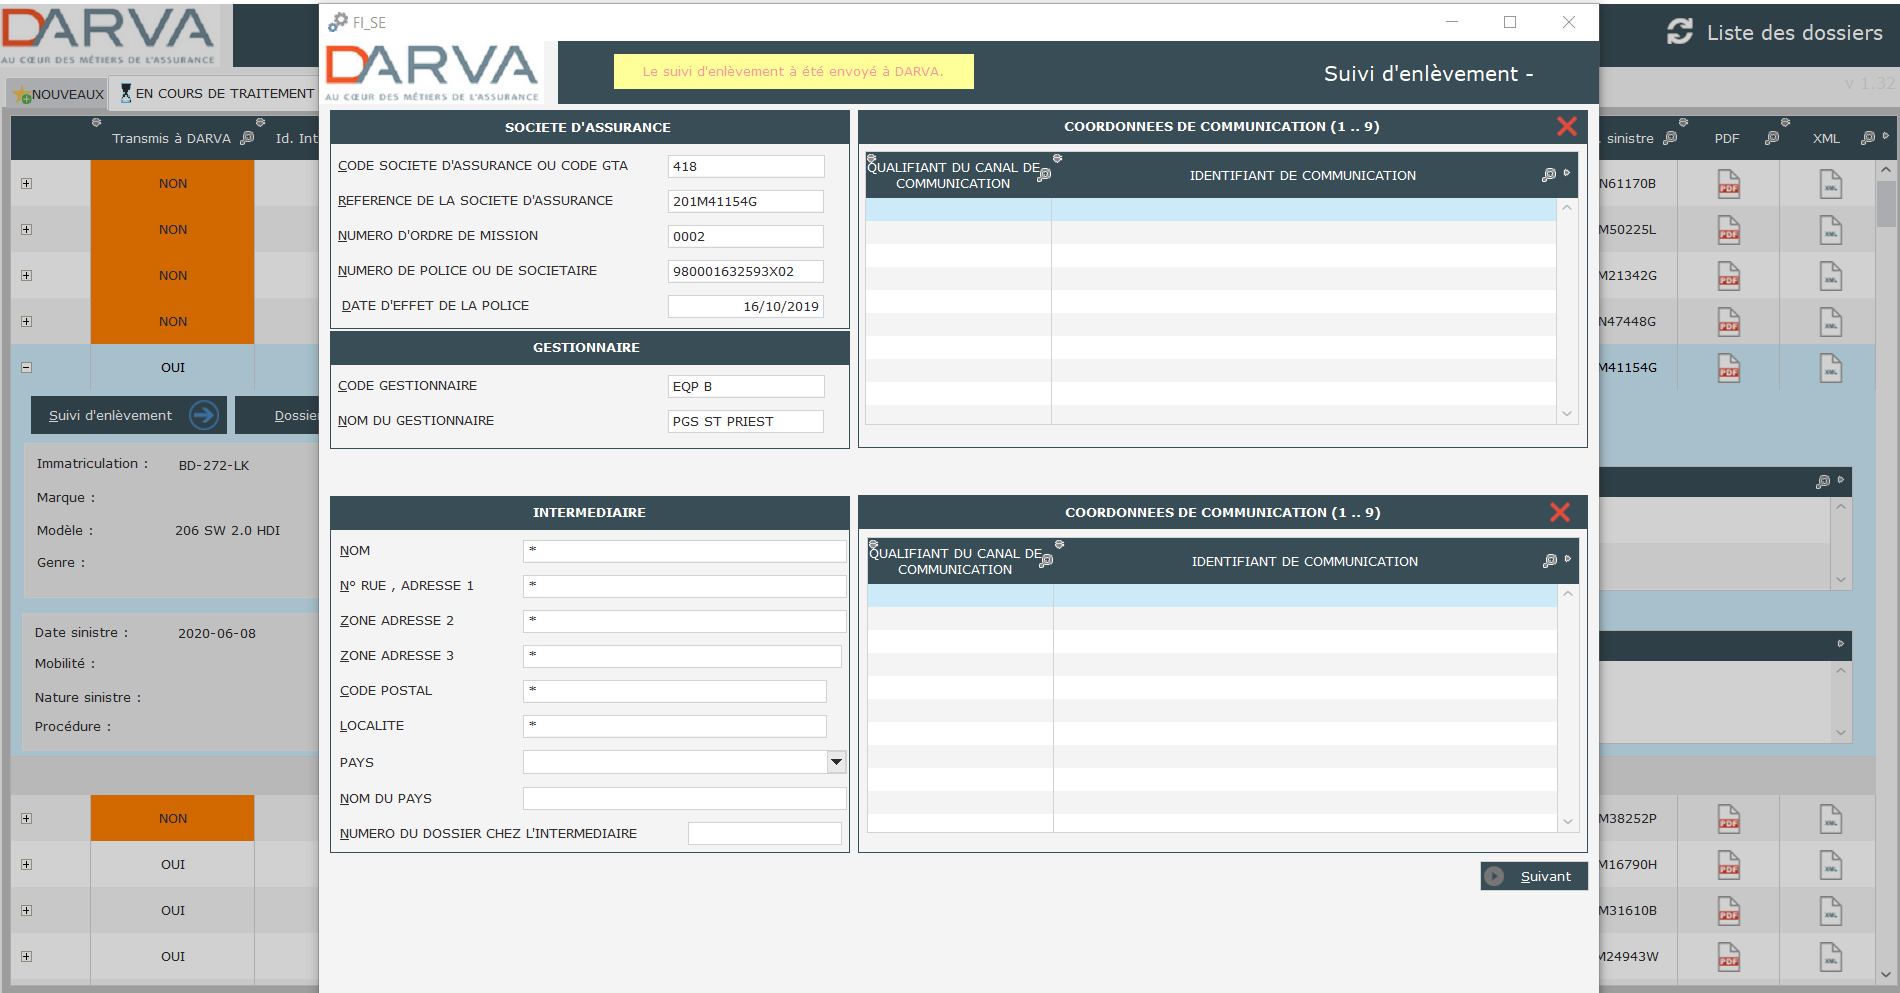 DARVA
AU CŒUR DES MÉTIERS DE L'ASSURANCE
NOUVEAUX
EN COURS DE TRAITEMENT
Transmis à DARVA
Id. Int
NON
NON
NON
NON
OUI
Suivi d'enlèvement
Dossier
Immatriculation :
BD-272-LK
Marque :
Modèle :
206 SW 2.0 HDI
Genre :
Date sinistre :
2020-06-08
Mobilité :
Nature sinistre :
Procédure :
NON
OUI
OUI
OUI
FI_SE
DARVA
AU CŒUR DES MÉTIERS DE L'ASSURANCE
Le suivi d'enlèvement à été envoyé à DARVA.
Suivi d'enlèvement -
SOCIETE D'ASSURANCE
CODE SOCIETE D'ASSURANCE OU CODE GTA
418
REFERENCE DE LA SOCIETE D'ASSURANCE
201M41154G
NUMERO D'ORDRE DE MISSION
0002
NUMERO DE POLICE OU DE SOCIETAIRE
980001632593X02
DATE D'EFFET DE LA POLICE
16/10/2019
GESTIONNAIRE
CODE GESTIONNAIRE
EQP B
NOM DU GESTIONNAIRE
PGS ST PRIEST
COORDONNEES DE COMMUNICATION (1 .. 9)
QUALIFIANT DU CANAL DE
COMMUNICATION
IDENTIFIANT DE COMMUNICATION
INTERMEDIAIRE
NOM
*
N° RUE , ADRESSE 1
*
ZONE ADRESSE 2
*
ZONE ADRESSE 3
*
CODE POSTAL
*
LOCALITE
*
PAYS
NOM DU PAYS
NUMERO DU DOSSIER CHEZ L'INTERMEDIAIRE
COORDONNEES DE COMMUNICATION (1 .. 9)
QUALIFIANT DU CANAL DE
COMMUNICATION
IDENTIFIANT DE COMMUNICATION
Suivant
Liste des dossiers
v 1.32
. sinistre
PDF
XML
N61170B
M50225L
M21342G
N47448G
M41154G
M38252P
M16790H
M31610B
M24943W